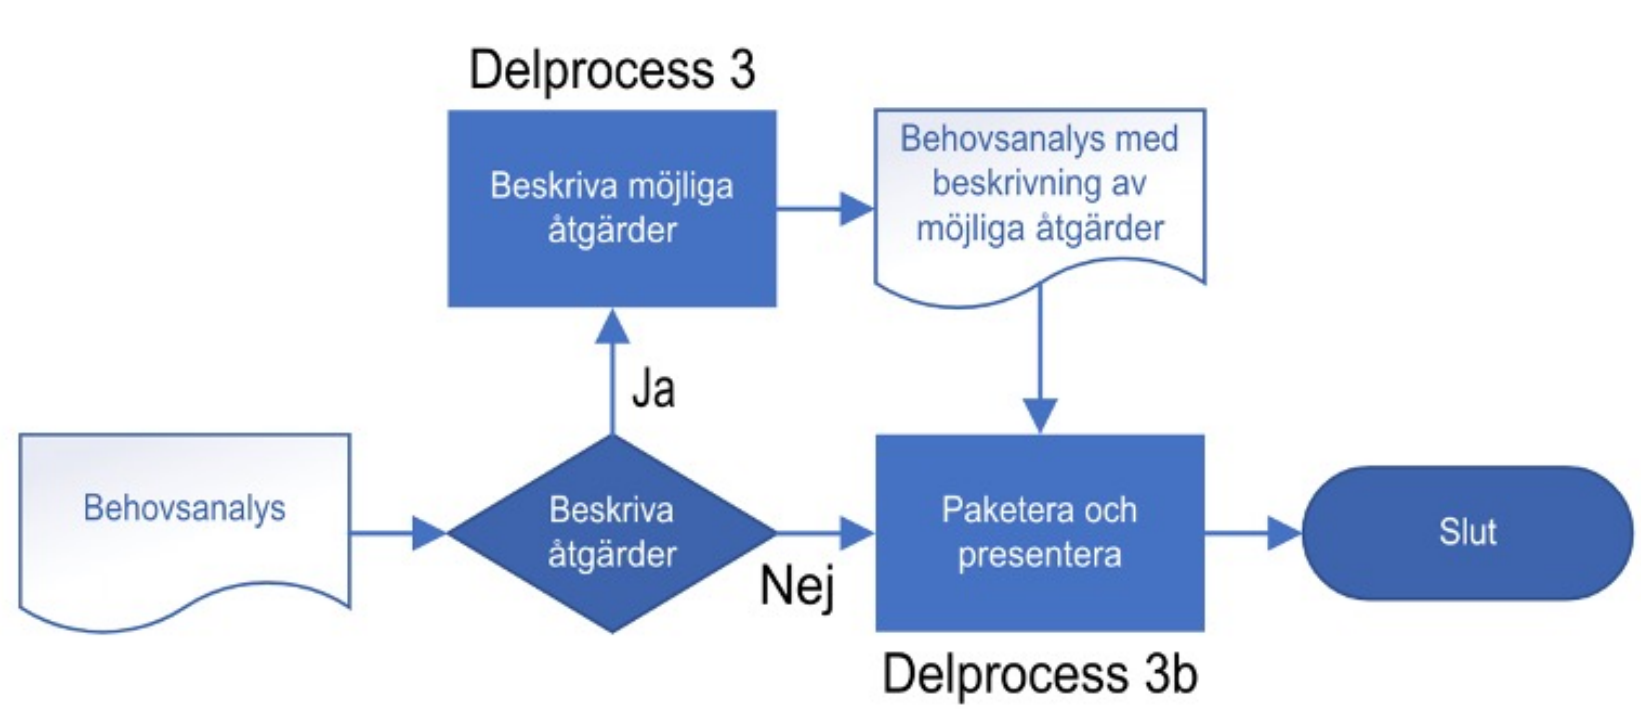 Delprocess 3
Beskriva möjliga
åtgärder
Behovsanalys med
beskrivning av
möjliga åtgärder
Ja
Behovsanalys
Beskriva
åtgärder
Nej
Paketera och
presentera
Slut
Delprocess 3b